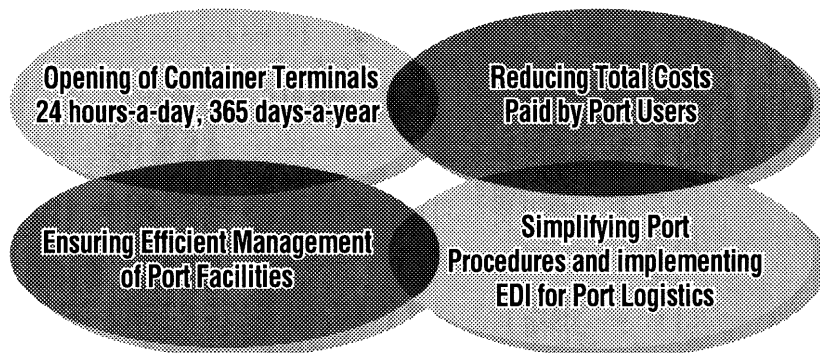 Opening of Container Terminals
24 hours-a-day, 365 days-a-year
Reducing Total Costs
Paid by Port Users
Ensuring Efficient Management
of Port Facilities
Simplifying Port
Procedures and implementing
EDI for Port Logistics